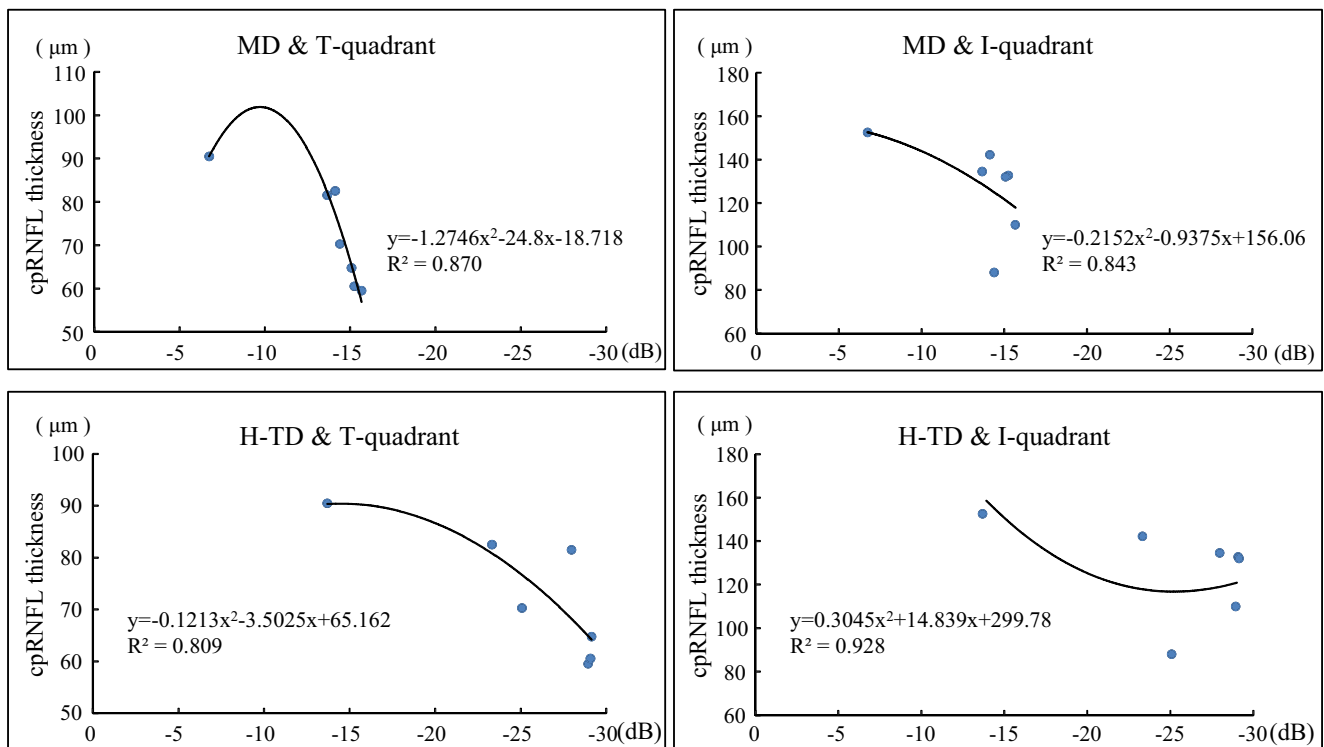 ( μm )
MD & T-quadrant
cpRNFL thickness
110
100
90
80
70
60
50
y=-1.2746x²-24.8x-18.718
R² = 0.870
0 -5 -10 -15 -20 -25 -30 (dB)
( μm )
MD & I-quadrant
cpRNFL thickness
180
160
140
120
100
80
60
y=-0.2152x²-0.9375x+156.06
R² = 0.843
0 -5 -10 -15 -20 -25 -30 (dB)
( μm )
H-TD & T-quadrant
cpRNFL thickness
100
90
80
70
60
50
y=-0.1213x²-3.5025x+65.162
R² = 0.809
0 -5 -10 -15 -20 -25 -30(dB)
( μm )
H-TD & I-quadrant
cpRNFL thickness
180
160
140
120
100
80
60
y=0.3045x²+14.839x+299.78
R² = 0.928
0 -5 -10 -15 -20 -25 -30 (dB)